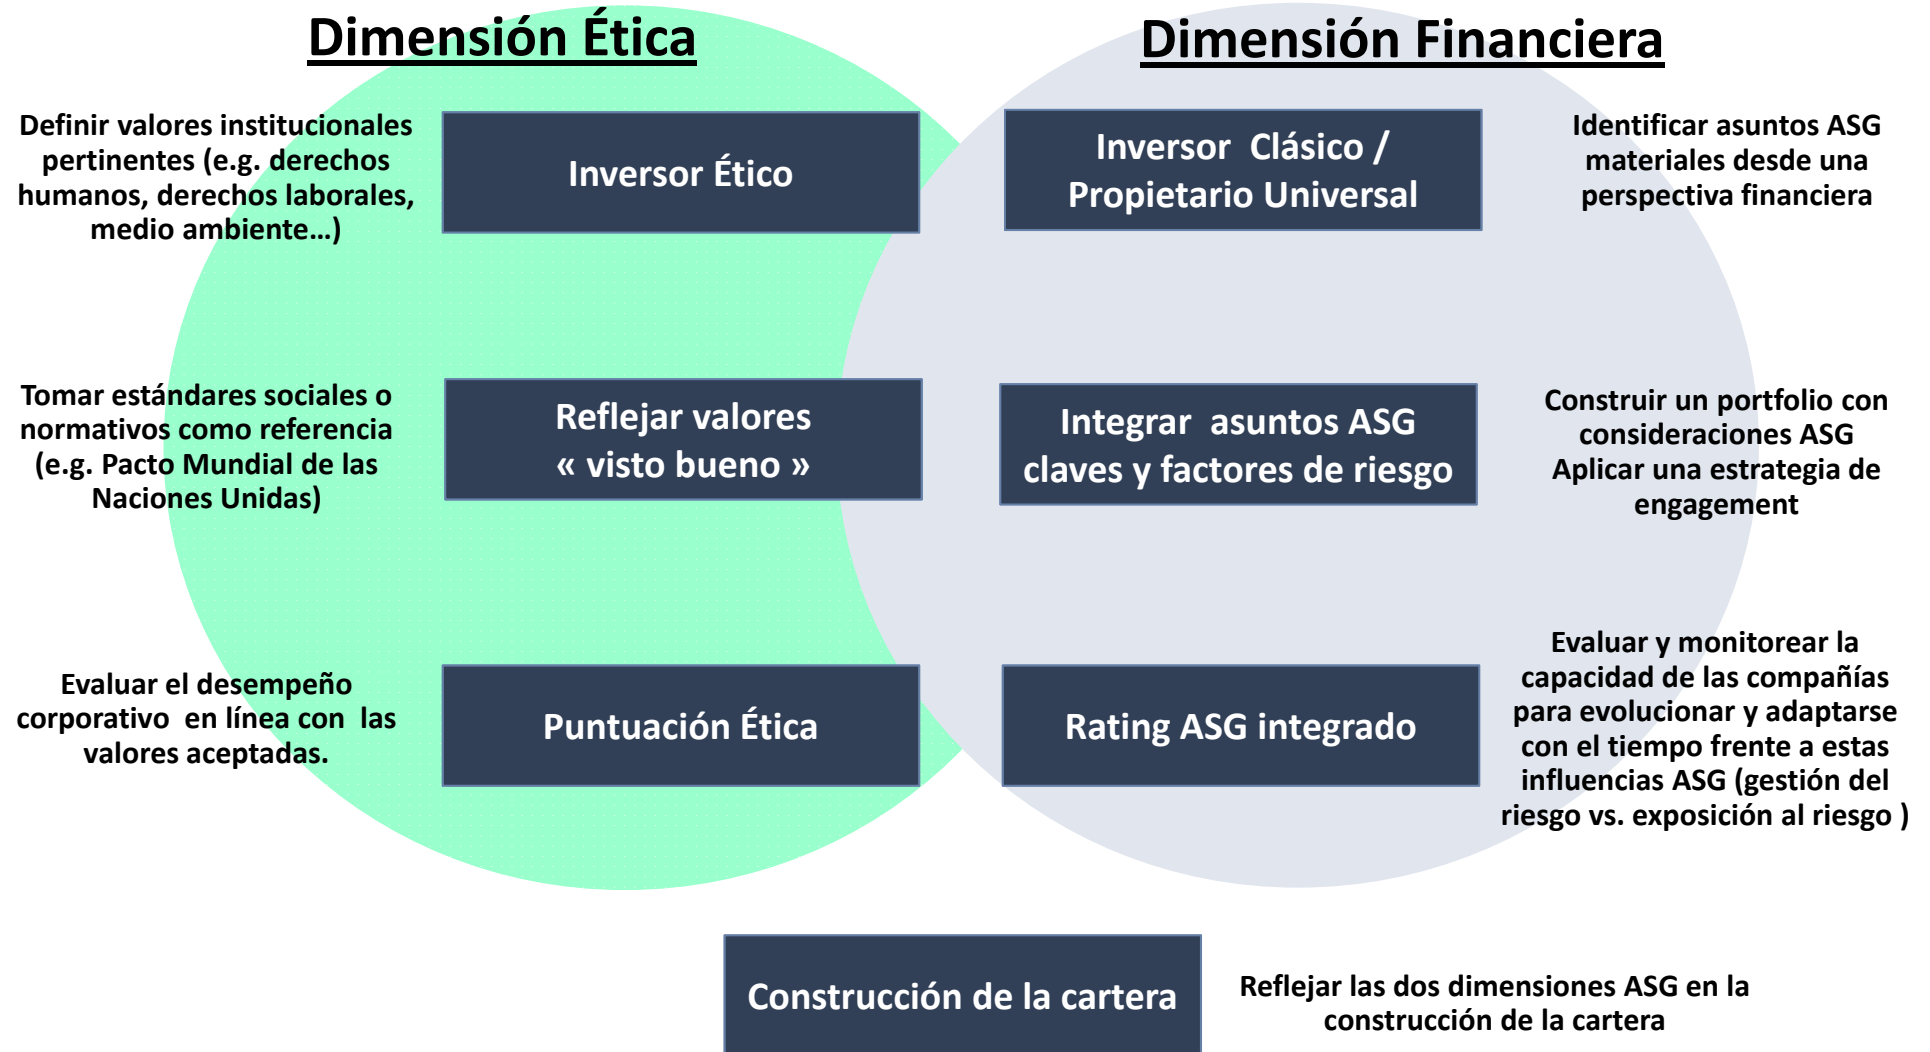 Dimensión Ética
Dimensión Financiera
Definir valores institucionales
pertinentes (e.g. derechos
humanos, derechos laborales,
medio ambiente…)
Inversor Ético
Inversor Clásico /
Propietario Universal
Identificar asuntos ASG
materiales desde una
perspectiva financiera
Tomar estándares sociales o
normativos como referencia
(e.g. Pacto Mundial de las
Naciones Unidas)
Reflejar valores
« visto bueno »
Integrar asuntos ASG
claves y factores de riesgo
Construir un portfolio con
consideraciones ASG
Aplicar una estrategia de
engagement
Evaluar el desempeño
corporativo en línea con las
valores aceptadas.
Puntuación Ética
Rating ASG integrado
Evaluar y monitorear la
capacidad de las compañías
para evolucionar y adaptarse
con el tiempo frente a estas
influencias ASG (gestión del
riesgo vs. exposición al riesgo )
Construcción de la cartera
Reflejar las dos dimensiones ASG en la
construcción de la cartera